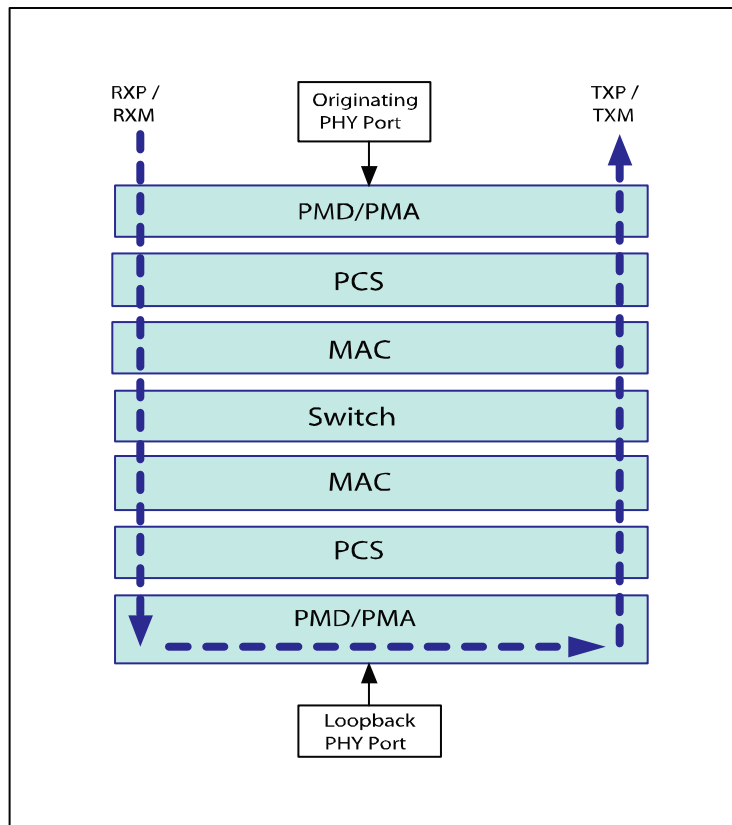 RXP /
RXM
Originating
PHY Port
TXP /
TXM
PMD/PMA
PCS
MAC
Switch
MAC
PCS
PMD/PMA
Loopback
PHY Port